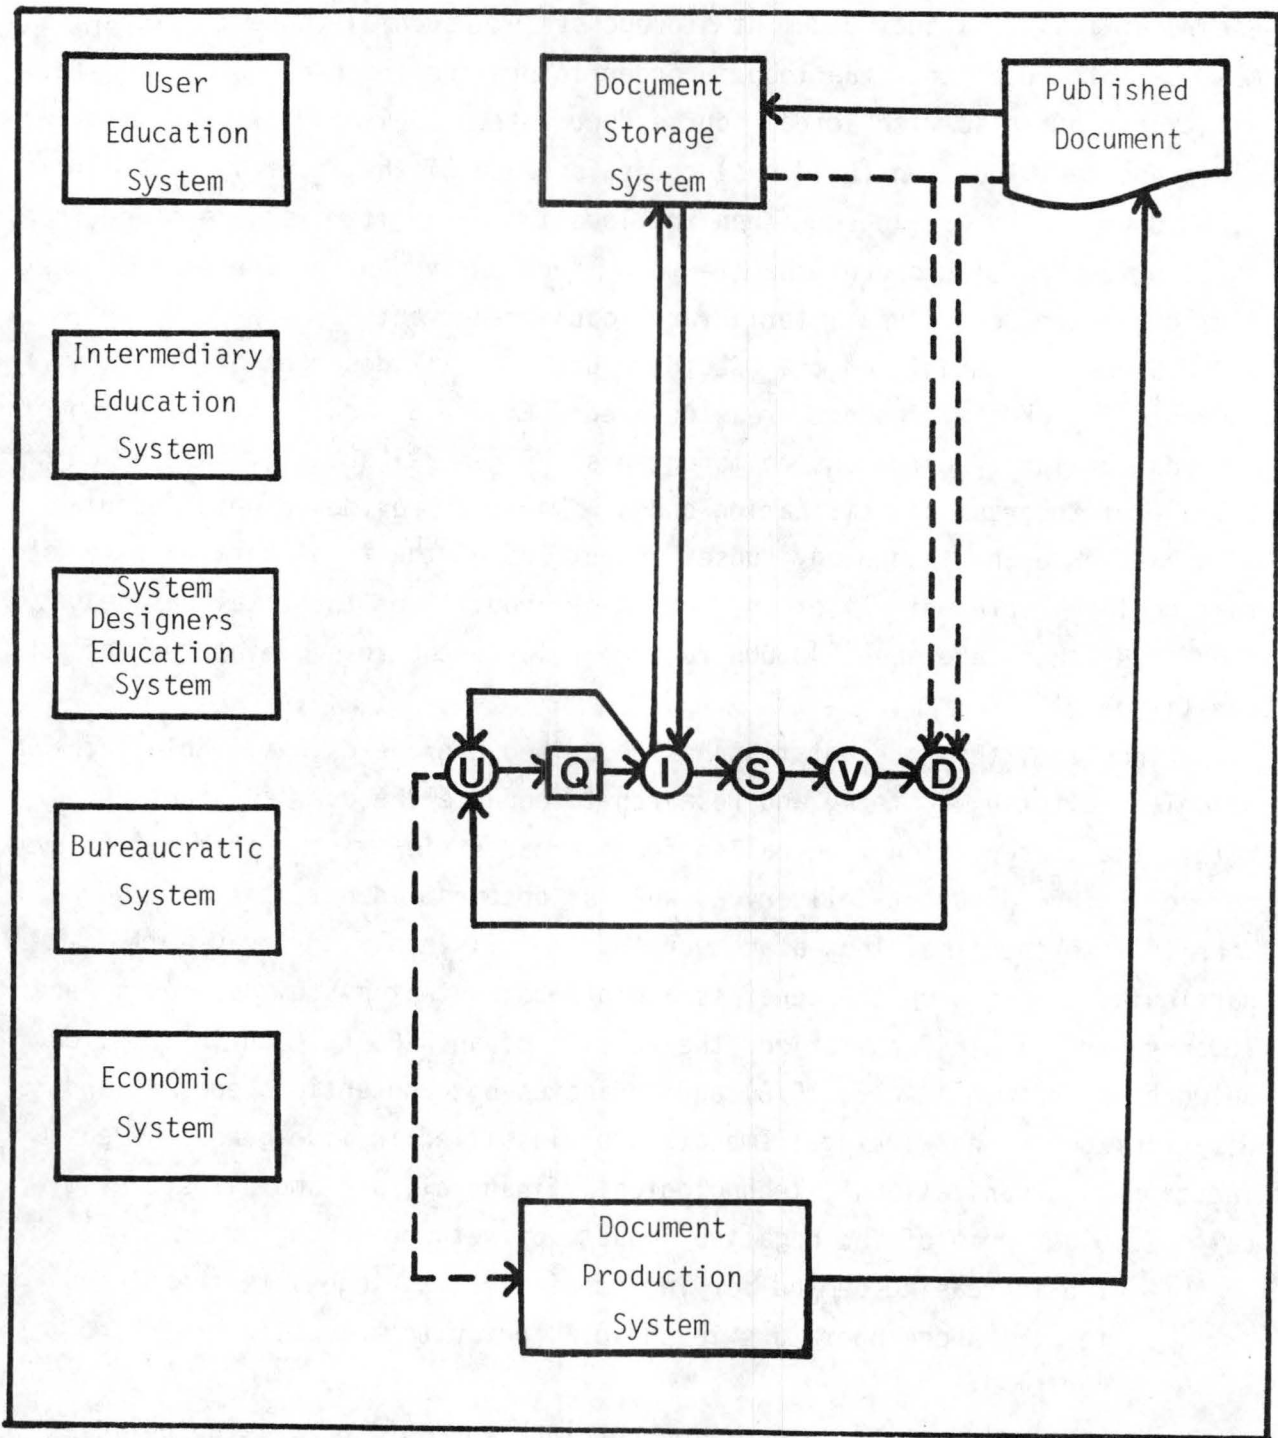 User
Education
System
Document
Storage
System
Published
Document
Intermediary
Education
System
System
Designers
Education
System
U Q I S V D
Bureaucratic
System
Economic
System
Document
Production
System